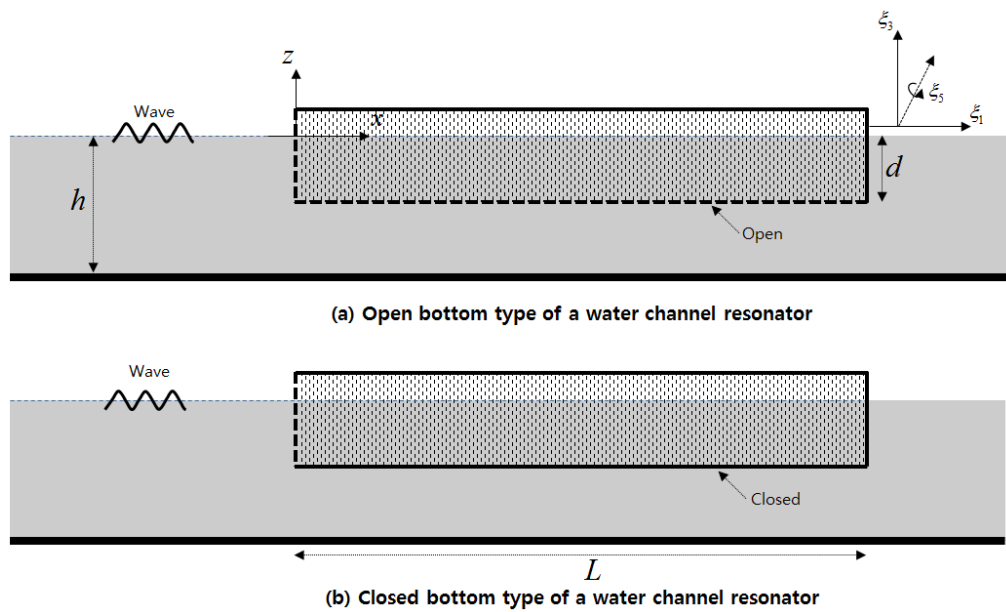 ξ3
z
Wave
ξ5
x
ξ1
h
d
Open
(a) Open bottom type of a water channel resonator
Wave
Closed
L
(b) Closed bottom type of a water channel resonator